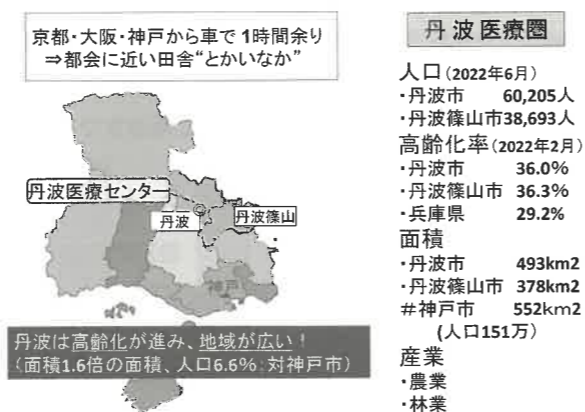 京都・大阪・神戸から車で1時間余り
⇒都会に近い田舎“とかいなか”
丹波医療センター
丹波
丹波篠山
神戸
丹波は高齢化が進み、地域が広い！
（面積1.6倍の面積、人口6.6%：対神戸市）
丹波医療圏
人口（2022年6月）
・丹波市 60,205人
・丹波篠山市38,693人
高齢化率（2022年2月）
・丹波市 36.0%
・丹波篠山市 36.3%
・兵庫県 29.2%
面積
・丹波市 493km2
・丹波篠山市 378km2
＃神戸市 552km2
(人口151万）
産業
・農業
・林業